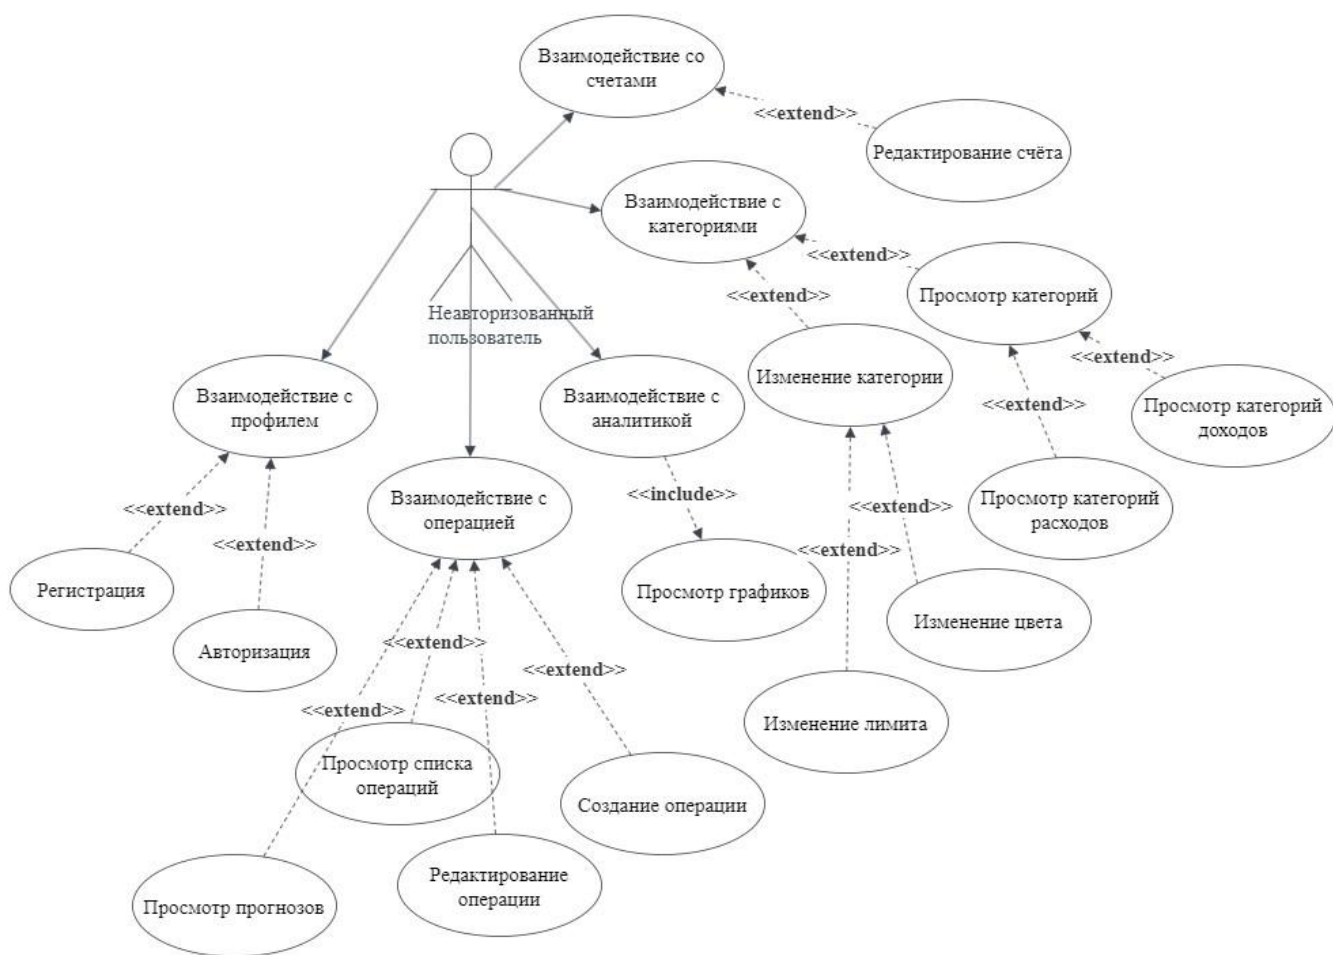 Взаимодействие со
счетами
<<extend>>
Редактирование счёта
Взаимодействие с
категориями
<<extend>>
<<extend>>
Просмотр категорий
Неавторизованный
пользователь
<<extend>>
Изменение категории
Взаимодействие с
профилем
Взаимодействие с
аналитикой
<<extend>>
Просмотр категорий
доходов
<<extend>>
Взаимодействие с
операцией
<<include>>
Просмотр категорий
расходов
<<extend>>
<<extend>>
<<extend>>
<<extend>>
Регистрация
Просмотр графиков
Изменение цвета
Авторизация
<<extend>>
<<extend>>
<<extend>>
<<extend>>
Изменение лимита
Просмотр списка
операций
Создание операции
Редактирование
операции
Просмотр прогнозов